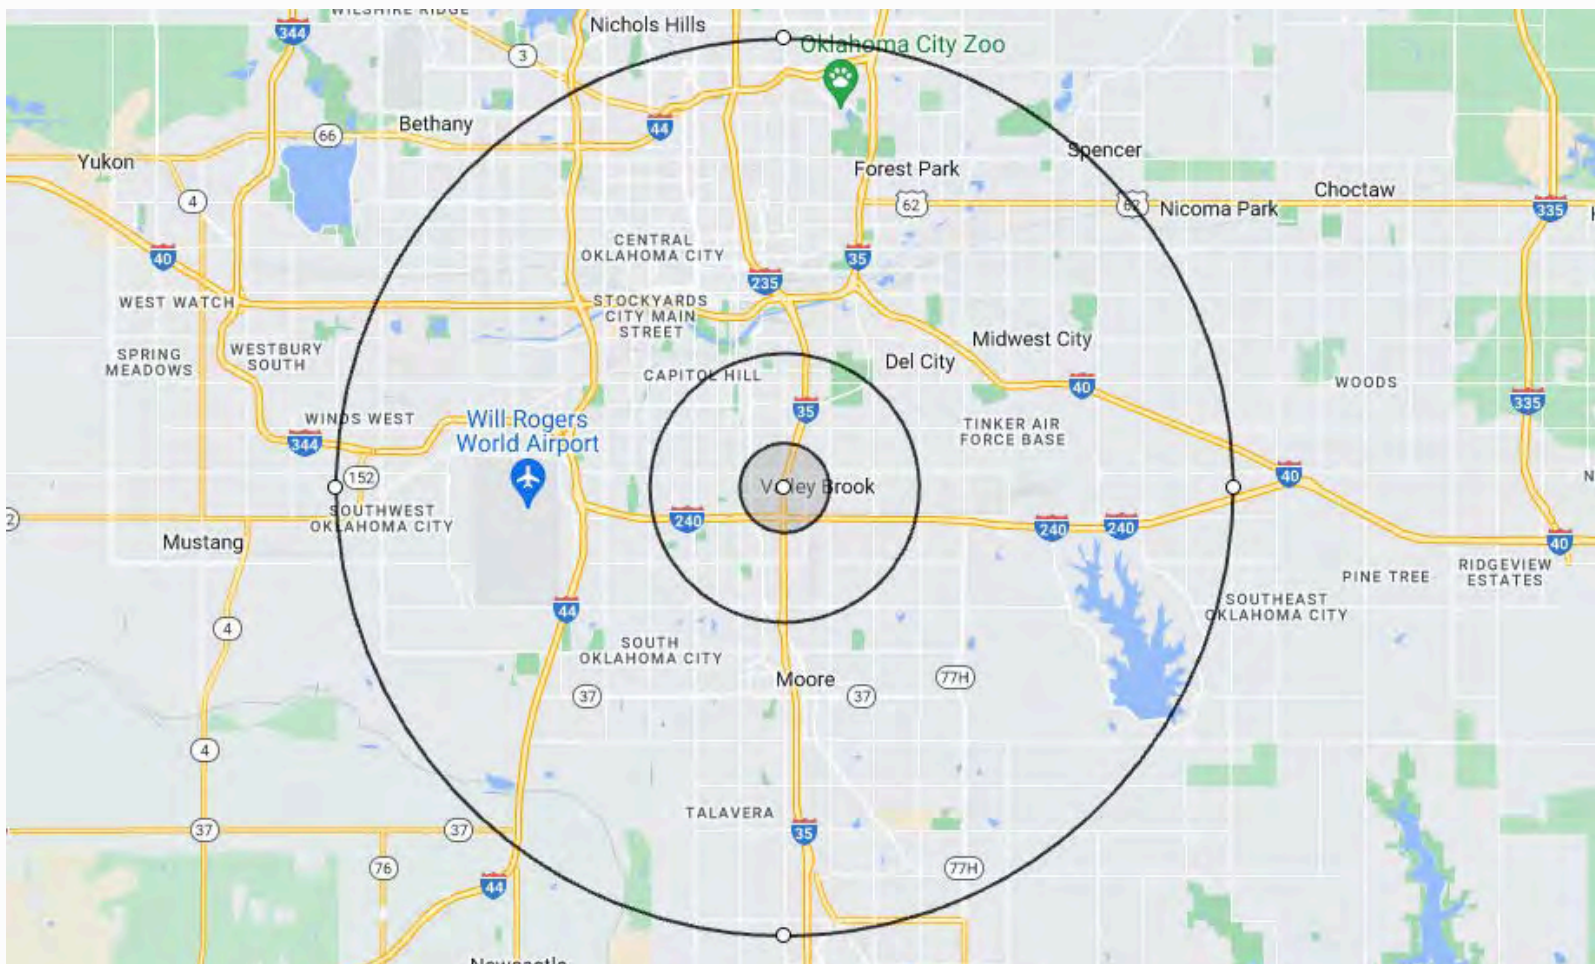 WILSHIRE RIDGE
Nichols Hills
344
3
Oklahoma City Zoo
44
66
Bethany
Yukon
4
Spencer
Forest Park
62
62
Nicoma Park
Choctaw
335
40
CENTRAL
OKLAHOMA CITY
235
35
WEST WATCH
STOCKYARDS
CITY MAIN
STREET
SPRING
MEADOWS
WESTBURY
SOUTH
CAPITOL HILL
Del City
Midwest City
40
WOODS
335
35
WINDS WEST
344
Will Rogers
World Airport
TINKER AIR
FORCE BASE
152
Valley Brook
40
N
2
SOUTHWEST
OKLAHOMA CITY
240
240
240
Mustang
40
RIDGEVIEW
ESTATES
PINE TREE
SOUTHEAST
OKLAHOMA CITY
4
44
SOUTH
OKLAHOMA CITY
Moore
77H
37
37
4
TALAVERA
37
37
35
76
44
77H
Newcastle